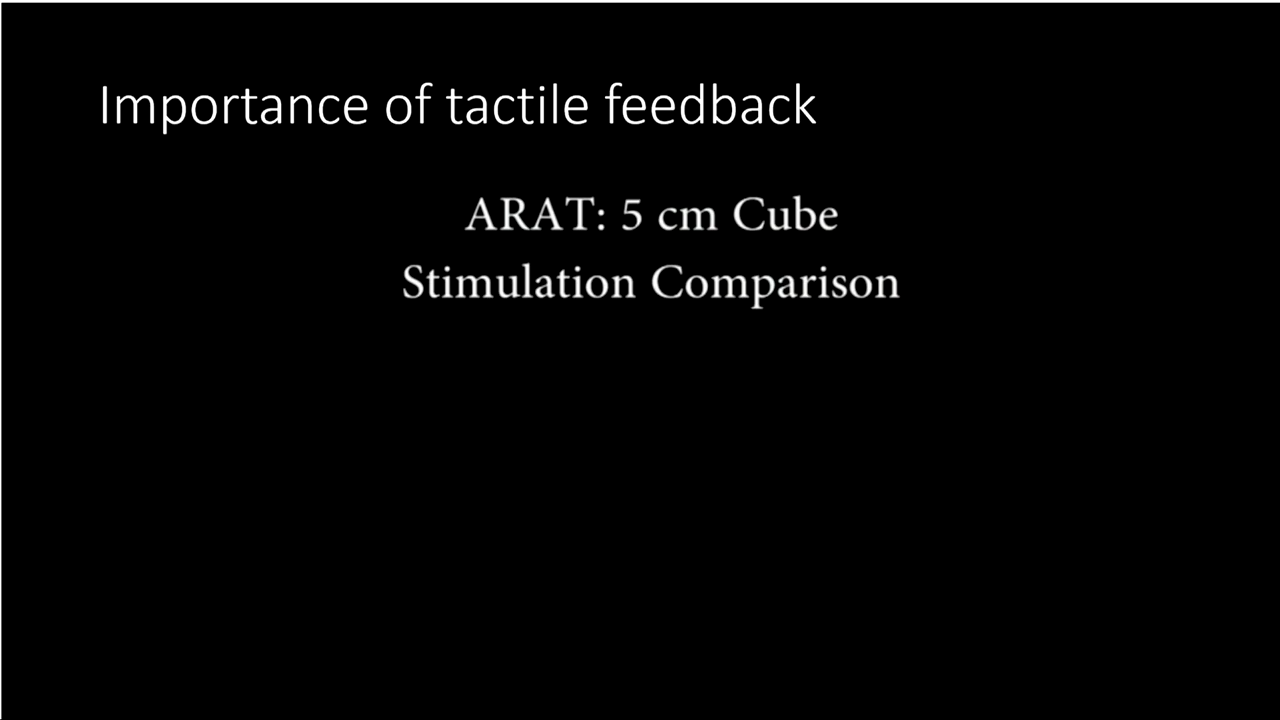 Importance of tactile feedback
ARAT: 5 cm Cube
Stimulation Comparison